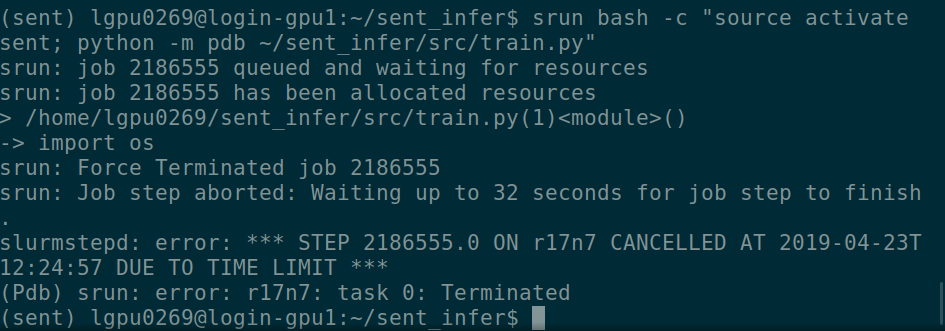 (sent) lgpu0269@login-gpu1:~/sent_infer$ srun bash -c "source activate
sent; python -m pdb ~/sent_infer/src/train.py"
srun: job 2186555 queued and waiting for resources
srun: job 2186555 has been allocated resources
> /home/lgpu0269/sent_infer/src/train.py(1)<module>()
-> import os
srun: Force Terminated job 2186555
srun: Job step aborted: Waiting up to 32 seconds for job step to finish
.
slurmstepd: error: *** STEP 2186555.0 ON r17n7 CANCELLED AT 2019-04-23T
12:24:57 DUE TO TIME LIMIT ***
(Pdb) srun: error: r17n7: task 0: Terminated
(sent) lgpu0269@login-gpu1:~/sent_infer$